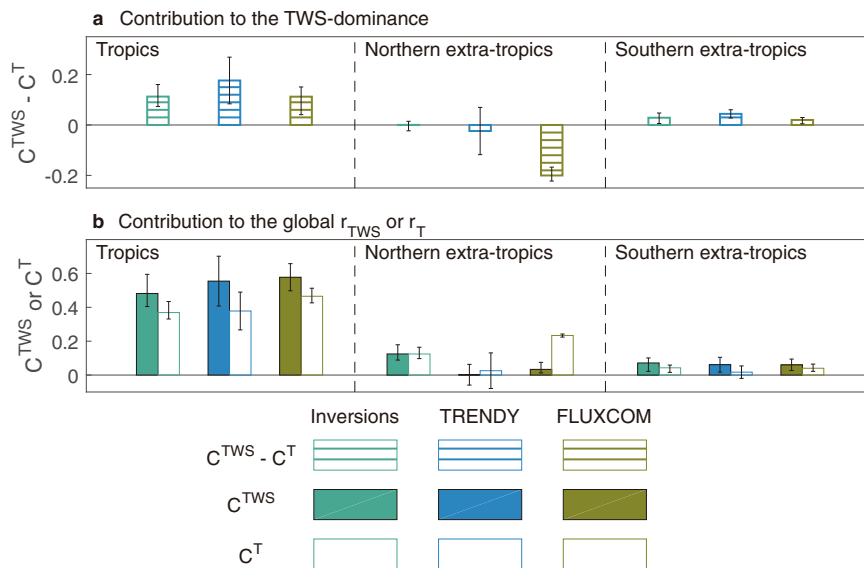 a Contribution to the TWS-dominance
Tropics
Northern extra-tropics
Southern extra-tropics
C^TWS - C^T
0.2
0
-0.2
b Contribution to the global r_TWS or r_T
Tropics
Northern extra-tropics
Southern extra-tropics
C^TWS or C^T
0.6
0.4
0.2
0
Inversions TRENDY FLUXCOM
C^TWS - C^T
C^TWS
C^T